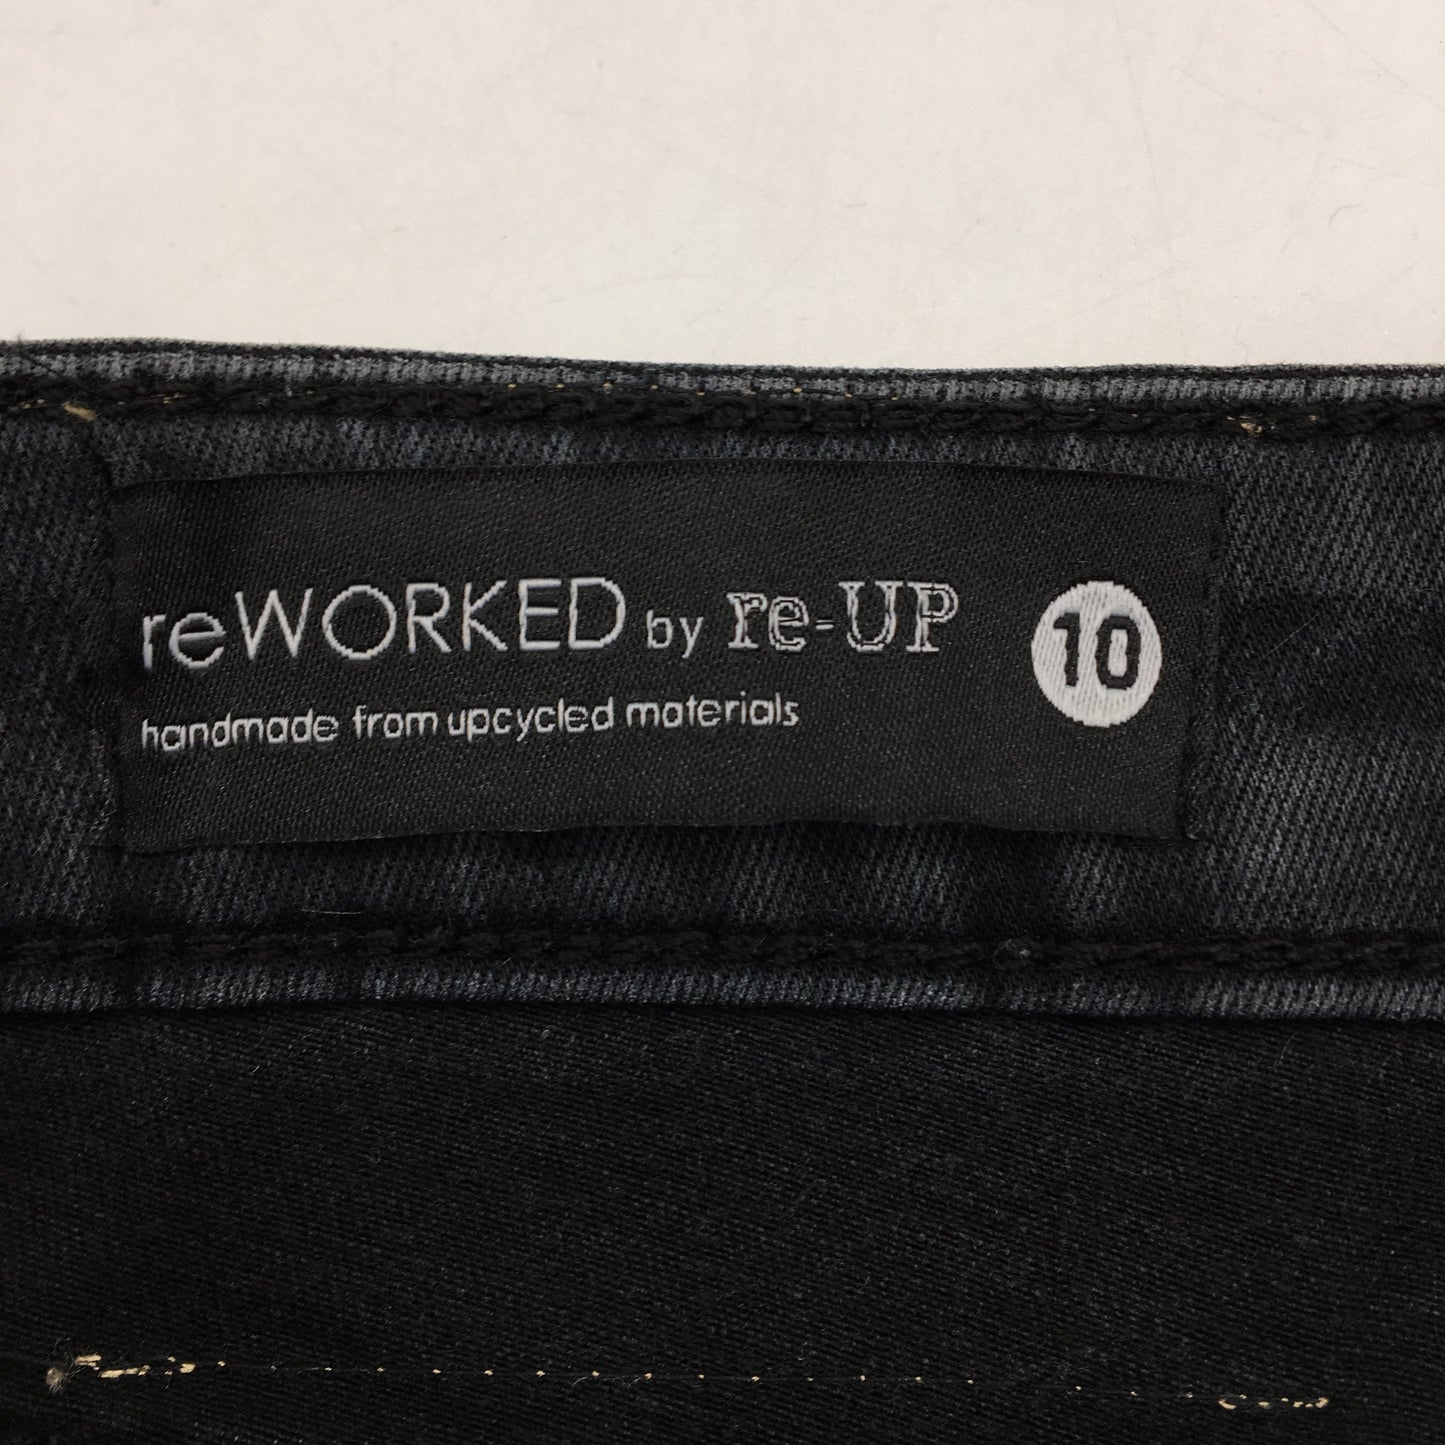 reWORKED by re-UP 10
handmade from upcycled materials